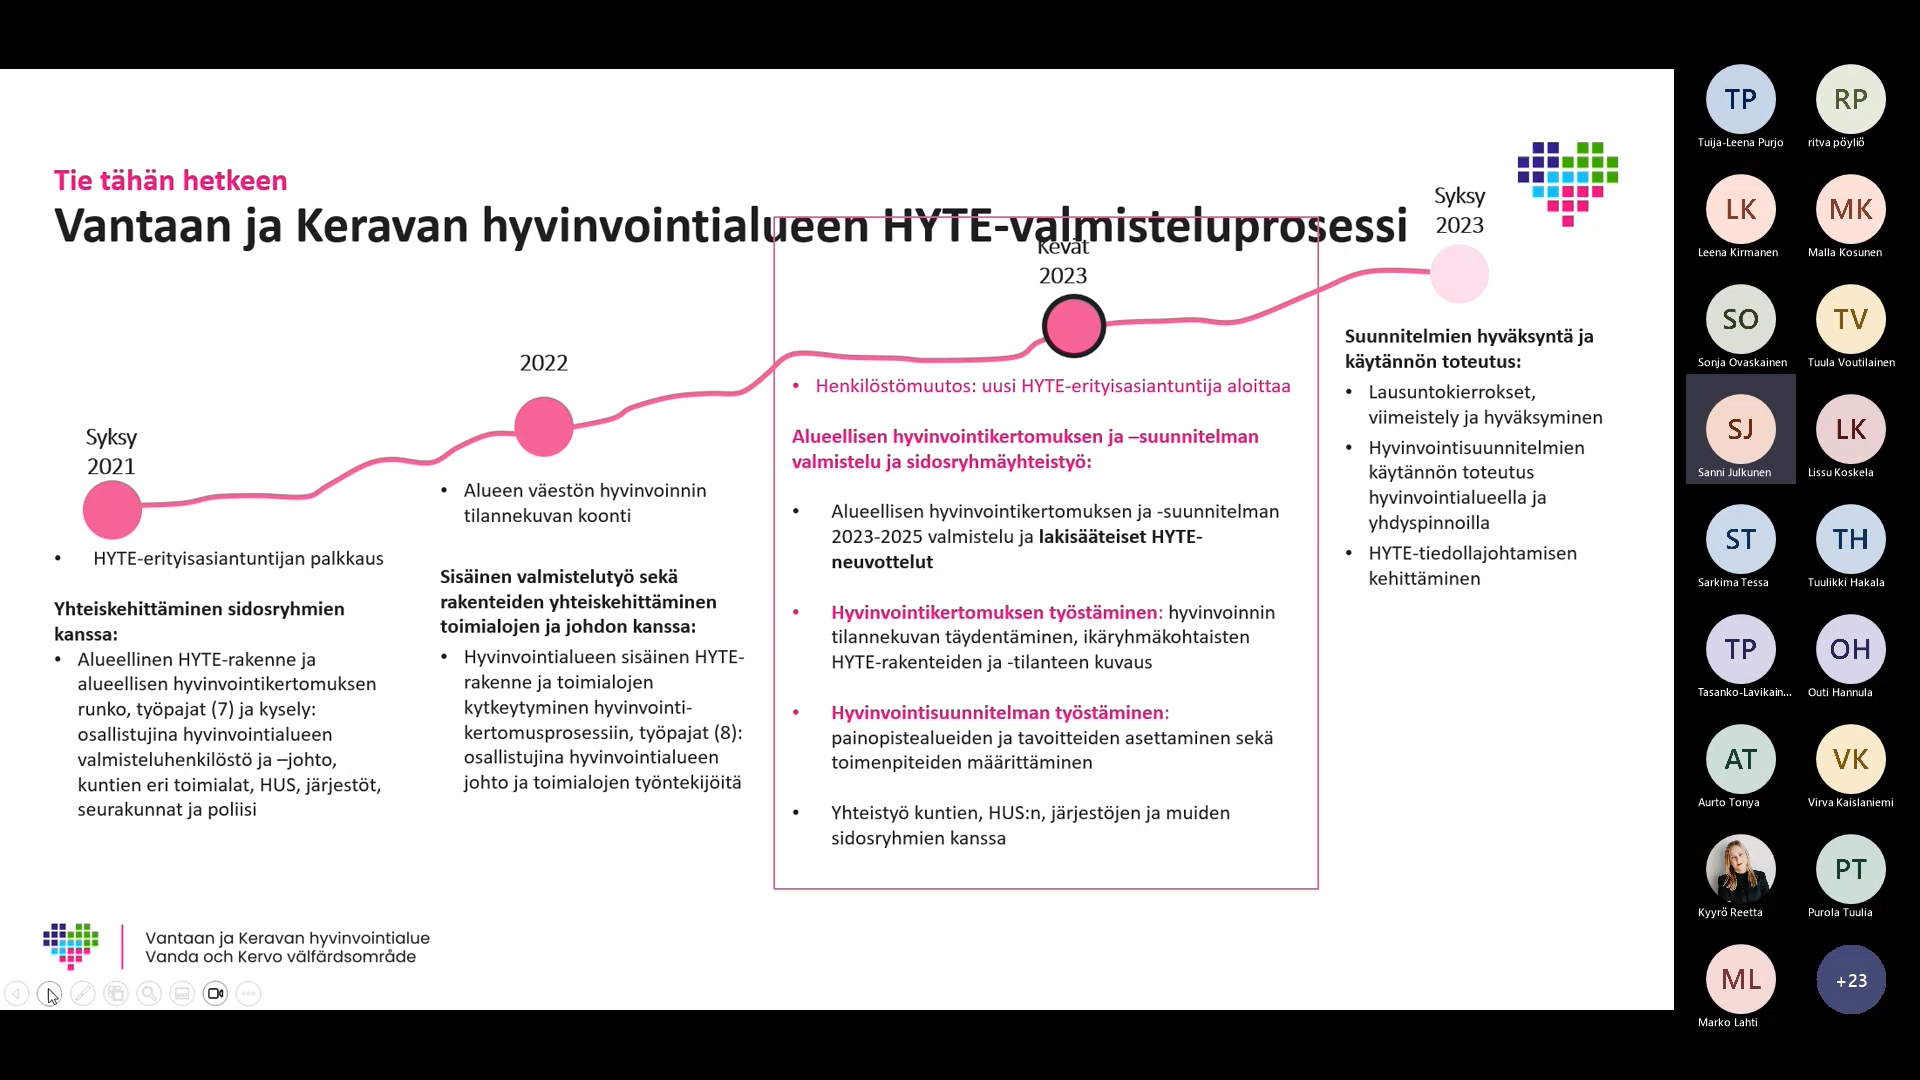 Tie tähän hetkeen
Vantaan ja Keravan hyvinvointialueen HYTE-valmisteluprosessi
Syksy
2021
• HYTE-erityisasiantuntijan palkkaus
Yhteiskehittäminen sidosryhmien
kanssa:
• Alueellinen HYTE-rakenne ja
alueellisen hyvinvointikertomuksen
runko, työpajat (7) ja kysely:
osallistujina hyvinvointialueen
valmisteluhenkilöstö ja –johto,
kuntien eri toimialat, HUS, järjestöt,
seurakunnat ja poliisi
2022
• Alueen väestön hyvinvoinnin
tilannekuvan koonti
Sisäinen valmistelutyö sekä
rakenteiden yhteiskehittäminen
toimialojen ja johdon kanssa:
• Hyvinvointialueen sisäinen HYTE-
rakenne ja toimialojen
kytkeytyminen hyvinvointi-
kertomusprosessiin, työpajat (8):
osallistujina hyvinvointialueen
johto ja toimialojen työntekijöitä
Kevät
2023
• Henkilöstömuutos: uusi HYTE-erityisasiantuntija aloittaa
Alueellisen hyvinvointikertomuksen ja –suunnitelman
valmistelu ja sidosryhmäyhteistyö:
• Alueellisen hyvinvointikertomuksen ja -suunnitelman
2023-2025 valmistelu ja lakisääteiset HYTE-
neuvottelut
• Hyvinvointikertomuksen työstäminen: hyvinvoinnin
tilannekuvan täydentäminen, ikäryhmäkohtaisten
HYTE-rakenteiden ja -tilanteen kuvaus
• Hyvinvointisuunnitelman työstäminen:
painopistealueiden ja tavoitteiden asettaminen sekä
toimenpiteiden määrittäminen
• Yhteistyö kuntien, HUS:n, järjestöjen ja muiden
sidosryhmien kanssa
Syksy
2023
Suunnitelmien hyväksyntä ja
käytännön toteutus:
• Lausuntokierrokset,
viimeistely ja hyväksyminen
• Hyvinvointisuunnitelmien
käytännön toteutus
hyvinvointialueella ja
yhdyspinnoilla
• HYTE-tiedollajohtamisen
kehittäminen
Vantaan ja Keravan hyvinvointialue
Vanda och Kervo välfärdsområde
TP RP
Tuija-Leena Purjo ritva pöyliö
LK MK
Leena Kirmanen Malla Kosunen
SO TV
Sonja Ovaskainen Tuula Voutilainen
SJ LK
Sanni Julkunen Lissu Koskela
ST TH
Sarkima Tessa Tuulikki Hakala
TP OH
Tasanko-Lavikain... Outi Hannula
AT VK
Aurto Tonya Virva Kaislaniemi
PT
Kyyrö Reetta Purola Tuulia
ML +23
Marko Lahti